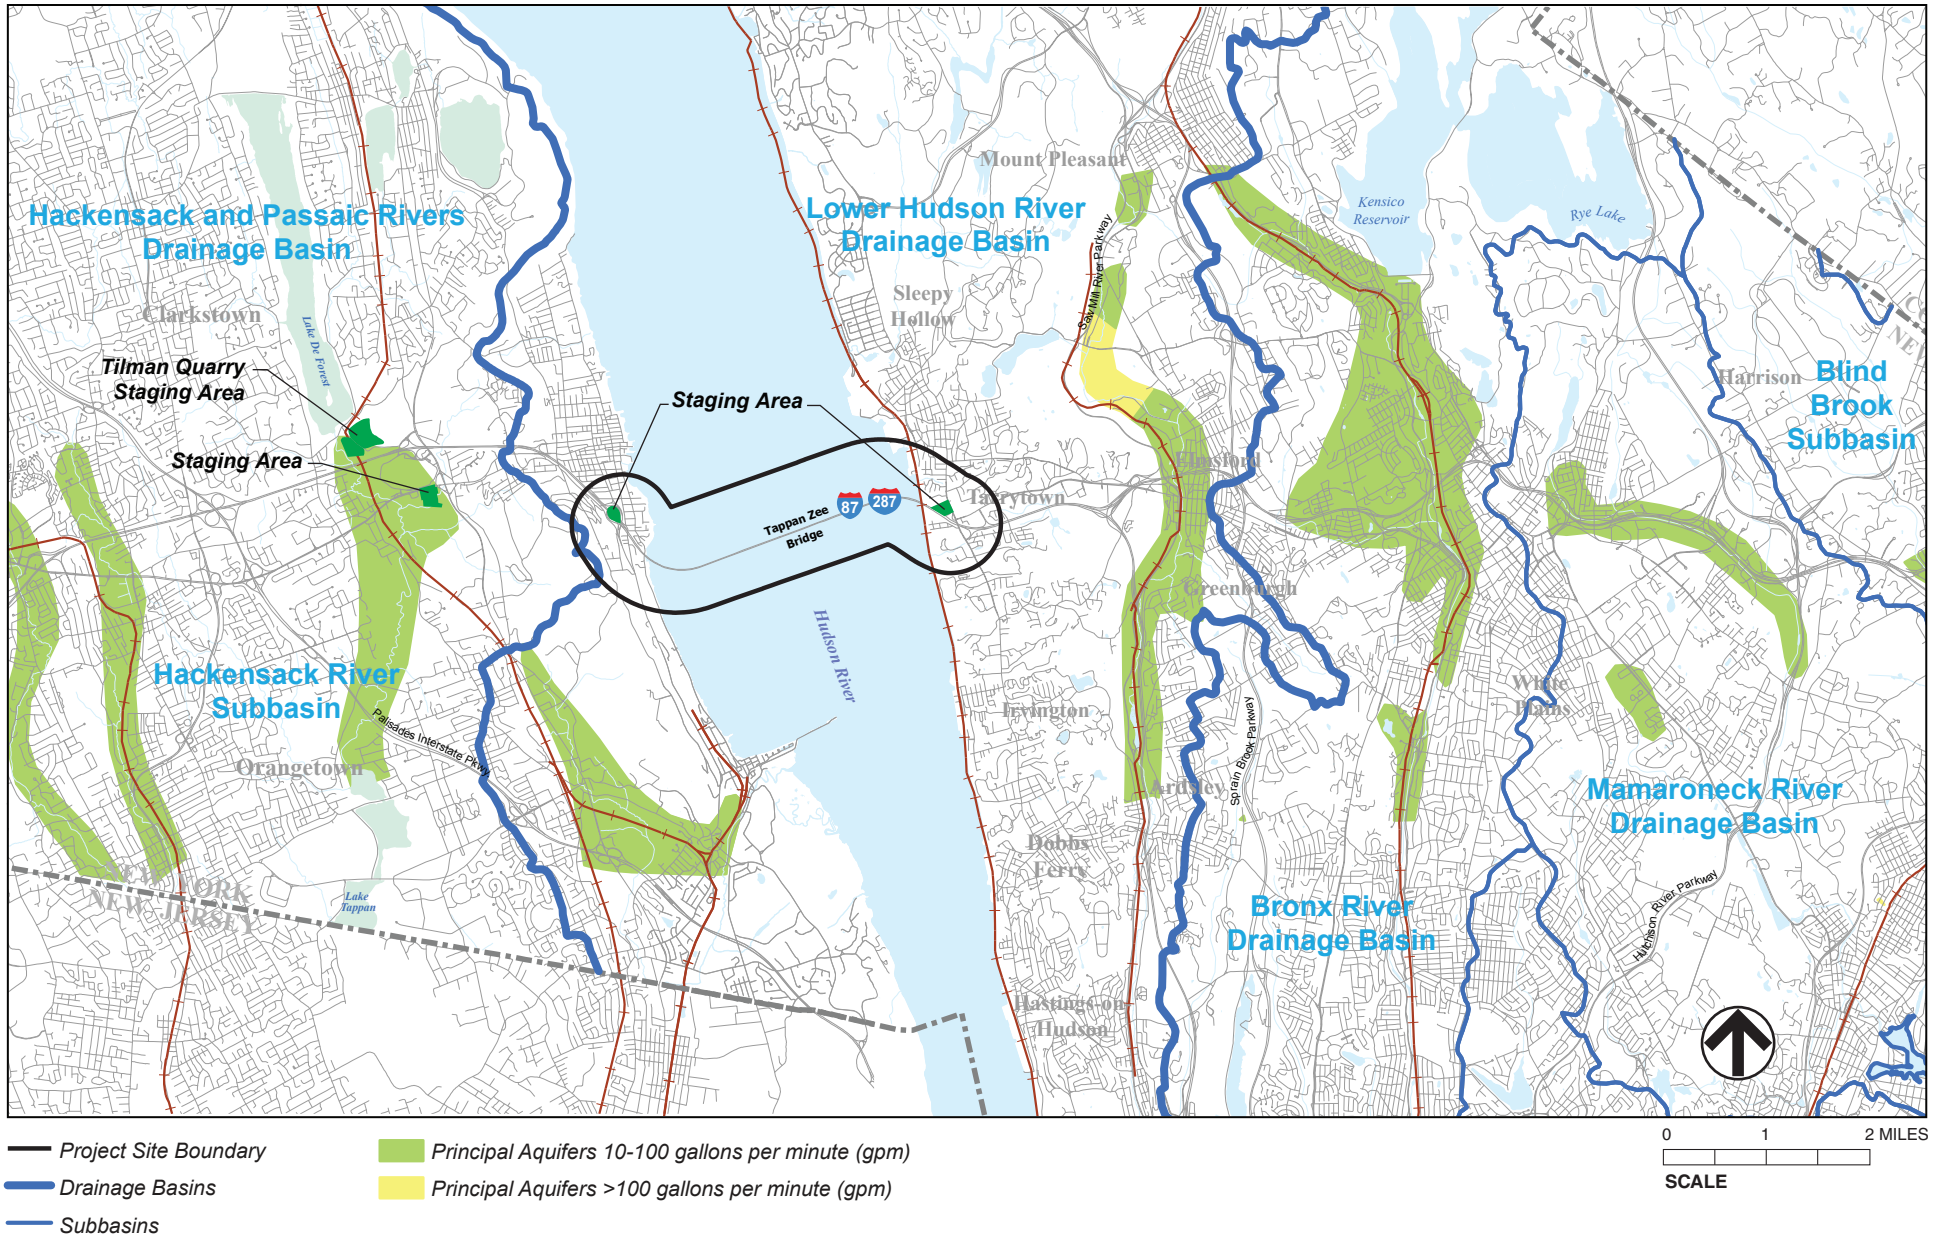 Mount Pleasant
Hackensack and Passaic Rivers
Drainage Basin
Lower Hudson River
Drainage Basin
Kensico
Reservoir
Rye Lake
Saw Mill River Parkway
Sleepy
Hollow
Clarkstown
Lake De Forest
Tilman Quarry
Staging Area
Staging Area
Staging Area
Harrison
Blind
Brook
Subbasin
Elmsford
Tarrytown
Tappan Zee
Bridge
87
287
Greenburgh
Hudson River
Hackensack River
Subbasin
Palisades Interstate Pkwy
Orangetown
Irvington
White
Plains
Sprain Brook Parkway
Ardsley
Mamaroneck River
Drainage Basin
Dobbs
Ferry
NEW YORK
NEW JERSEY
Lake
Tappan
Bronx River
Drainage Basin
Hutchison River Parkway
Hastings-on
Hudson
Project Site Boundary
Drainage Basins
Subbasins
Principal Aquifers 10-100 gallons per minute (gpm)
Principal Aquifers >100 gallons per minute (gpm)
0 1 2 MILES
SCALE